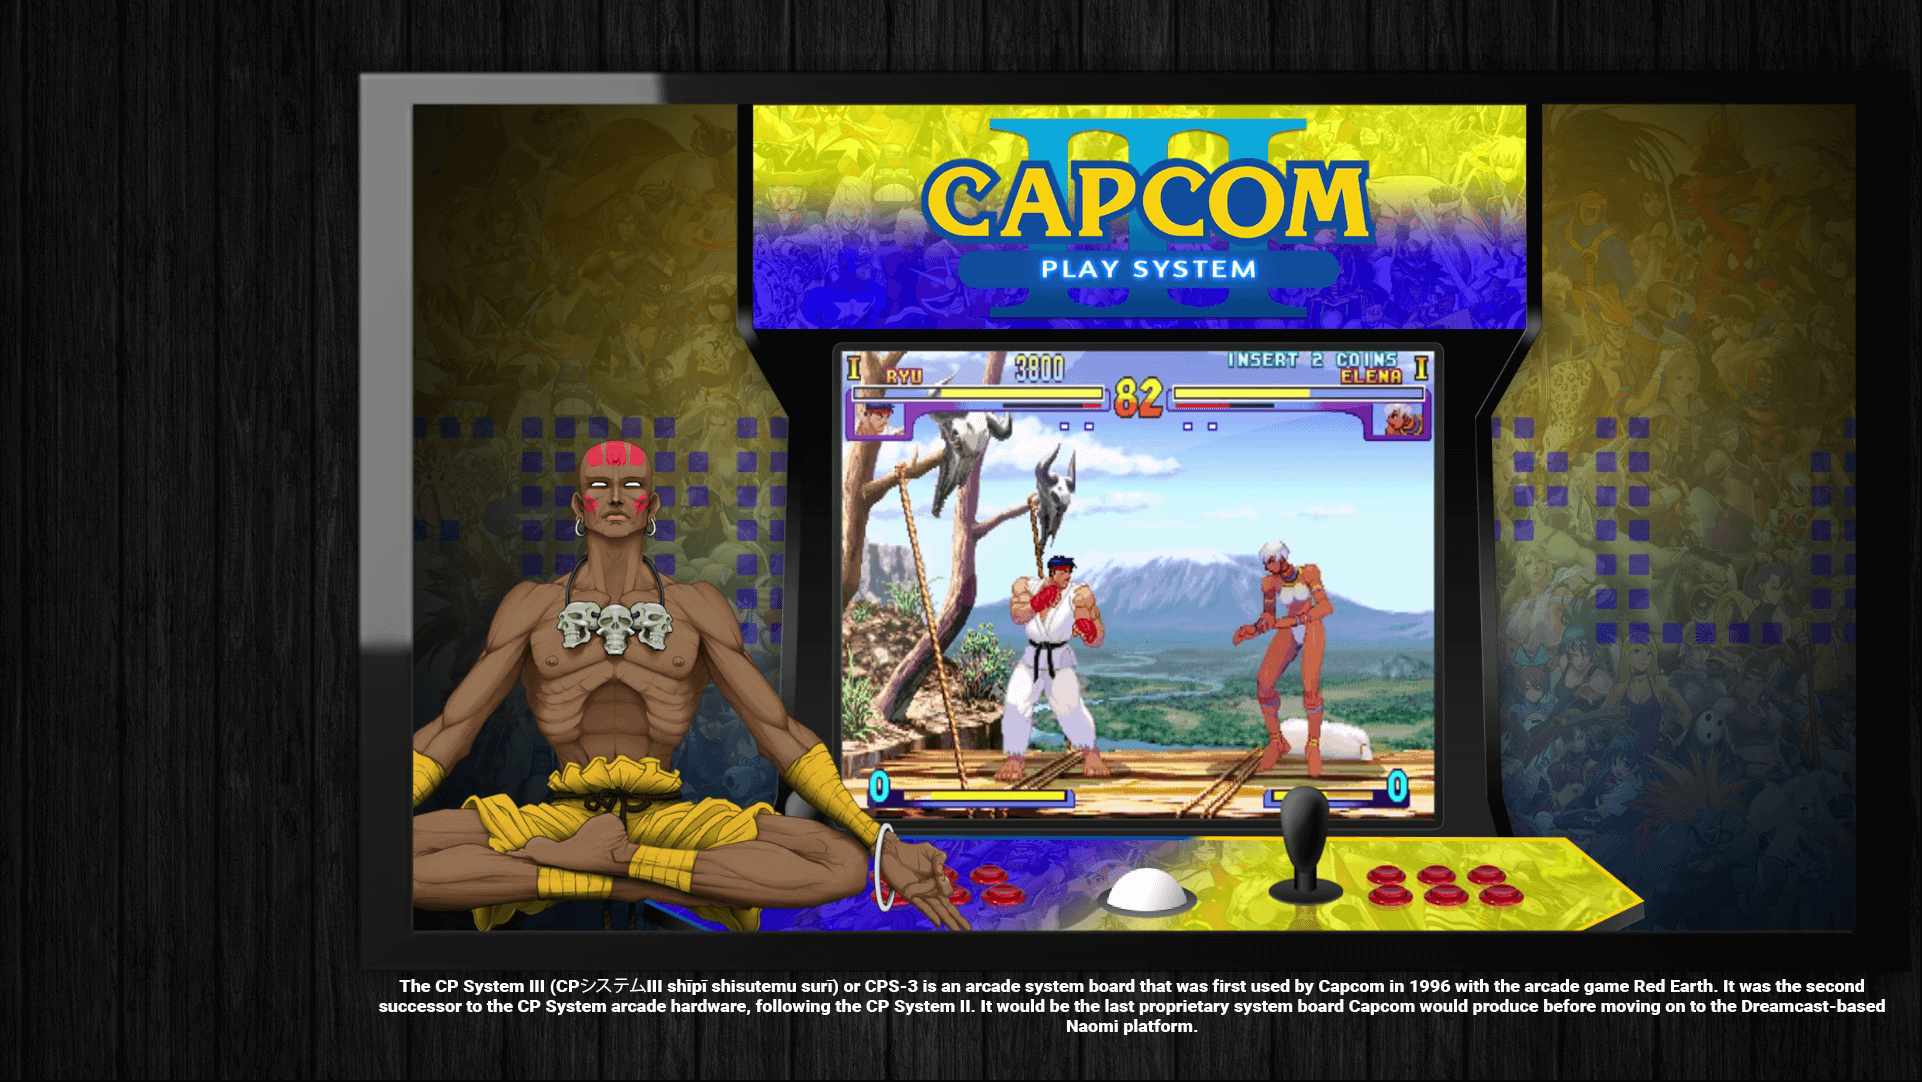 III
CAPCOM
PLAY SYSTEM
I 3800 INSERT 2 COINS I
RYU 82 ELENA
0 0
The CP System III (CPシステムIII shīpī shisutemu surī) or CPS-3 is an arcade system board that was first used by Capcom in 1996 with the arcade game Red Earth. It was the second
successor to the CP System arcade hardware, following the CP System II. It would be the last proprietary system board Capcom would produce before moving on to the Dreamcast-based
Naomi platform.